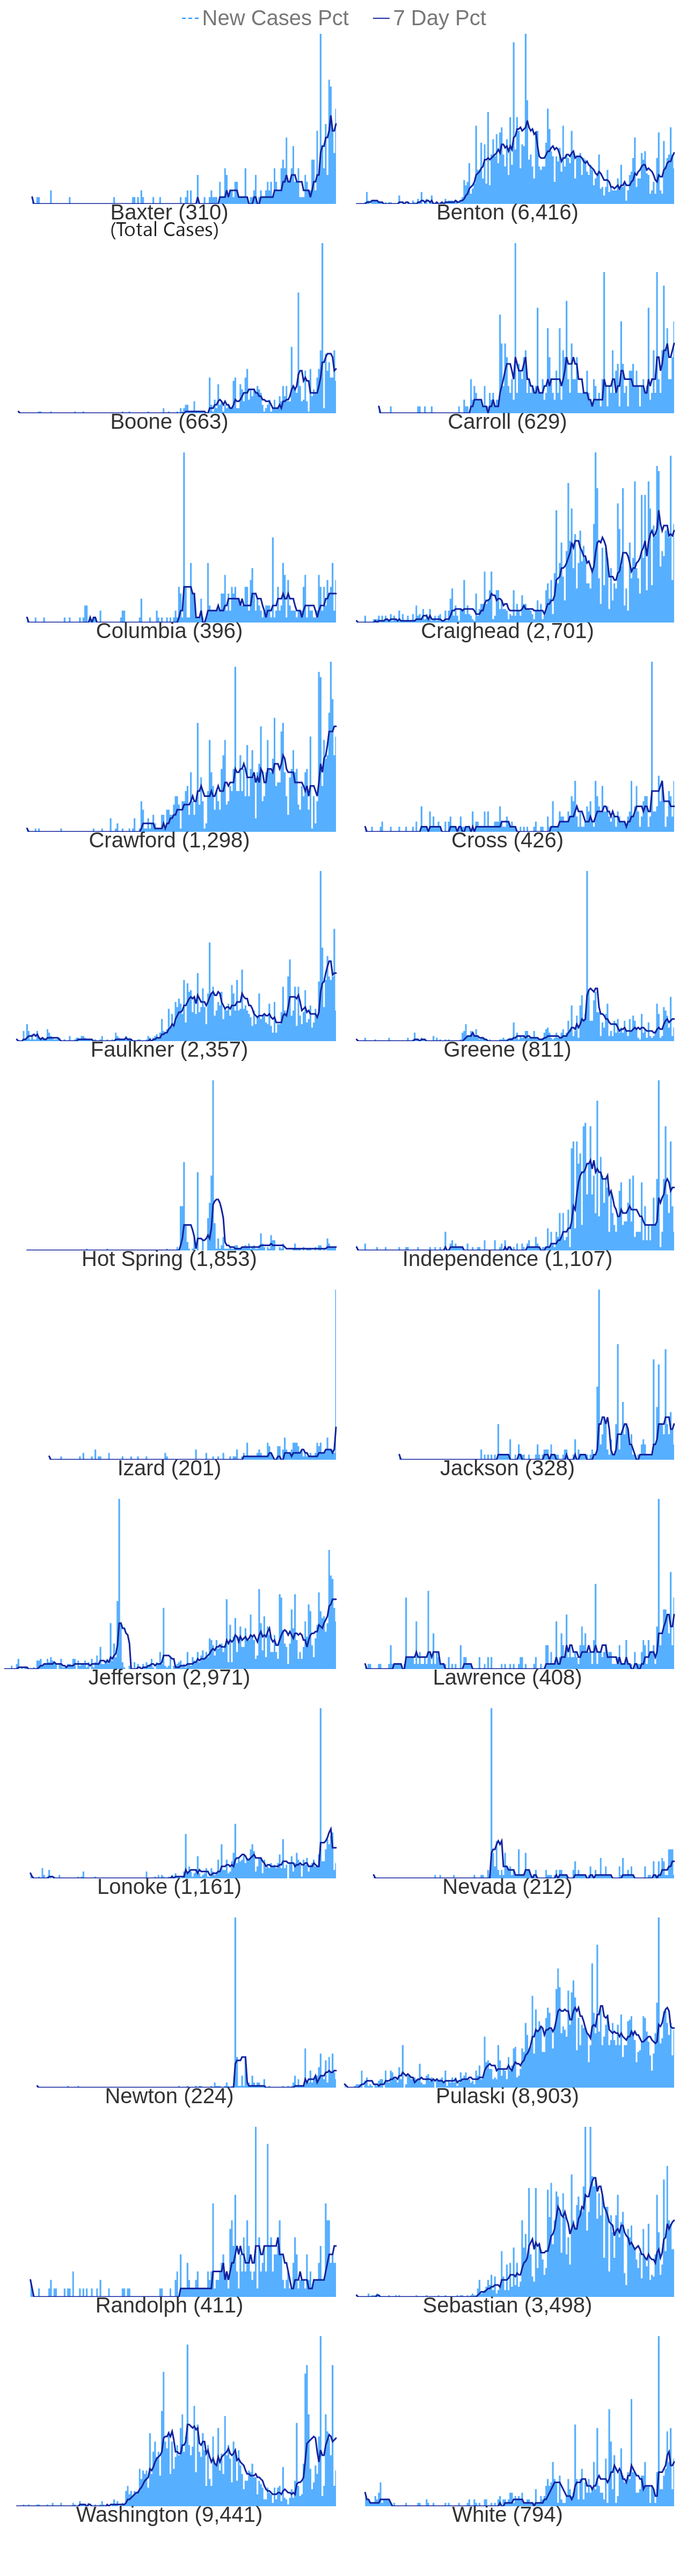 New Cases Pct 7 Day Pct
Baxter (310) Benton (6,416)
(Total Cases)
Boone (663) Carroll (629)
Columbia (396) Craighead (2,701)
Crawford (1,298) Cross (426)
Faulkner (2,357) Greene (811)
Hot Spring (1,853) Independence (1,107)
Izard (201) Jackson (328)
Jefferson (2,971) Lawrence (408)
Lonoke (1,161) Nevada (212)
Newton (224) Pulaski (8,903)
Randolph (411) Sebastian (3,498)
Washington (9,441) White (794)